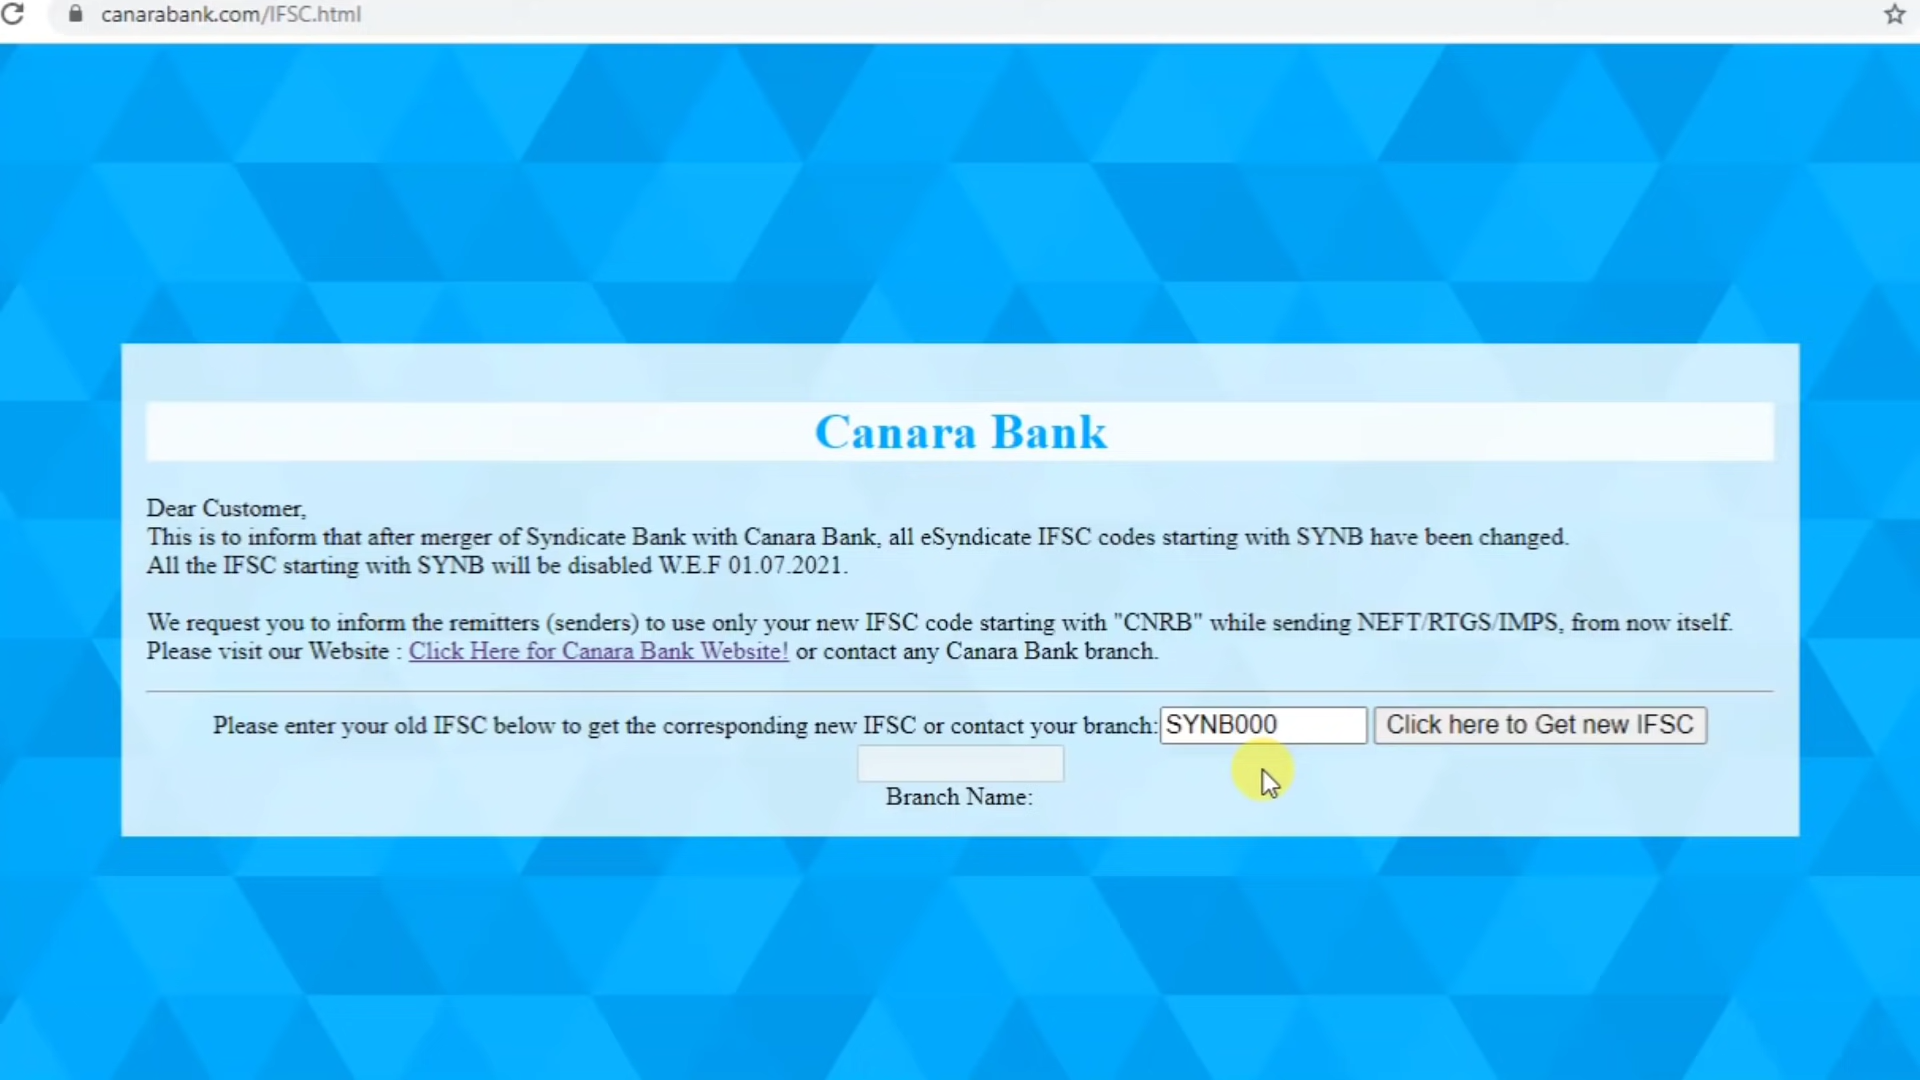 canarabank.com/IFSC.html
Canara Bank
Dear Customer,
This is to inform that after merger of Syndicate Bank with Canara Bank, all eSyndicate IFSC codes starting with SYNB have been changed.
All the IFSC starting with SYNB will be disabled W.E.F 01.07.2021.
We request you to inform the remitters (senders) to use only your new IFSC code starting with "CNRB" while sending NEFT/RTGS/IMPS, from now itself.
Please visit our Website : Click Here for Canara Bank Website! or contact any Canara Bank branch.
Please enter your old IFSC below to get the corresponding new IFSC or contact your branch: SYNB000 Click here to Get new IFSC
Branch Name: